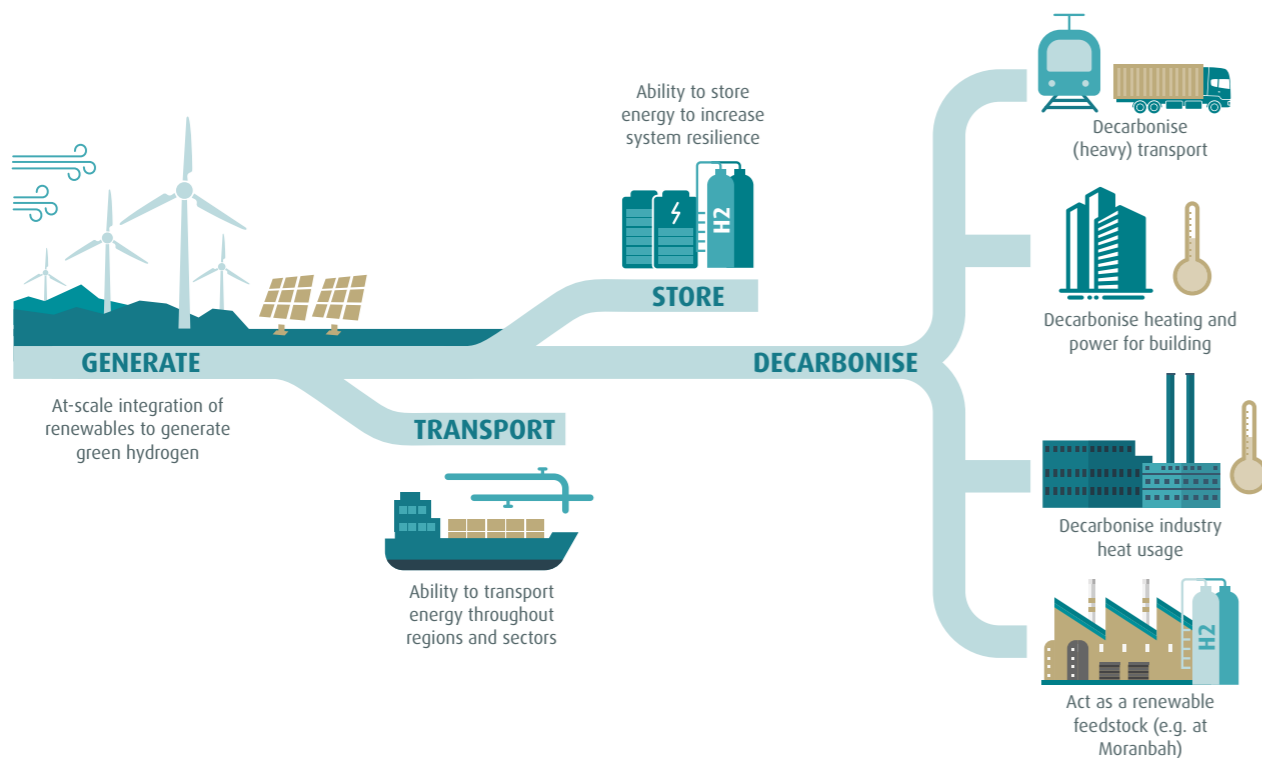 Ability to store
energy to increase
system resilience
H2
STORE
GENERATE
At-scale integration of
renewables to generate
green hydrogen
TRANSPORT
Ability to transport
energy throughout
regions and sectors
DECARBONISE
Decarbonise
(heavy) transport
Decarbonise heating and
power for building
Decarbonise industry
heat usage
H2
Act as a renewable
feedstock (e.g. at
Moranbah)